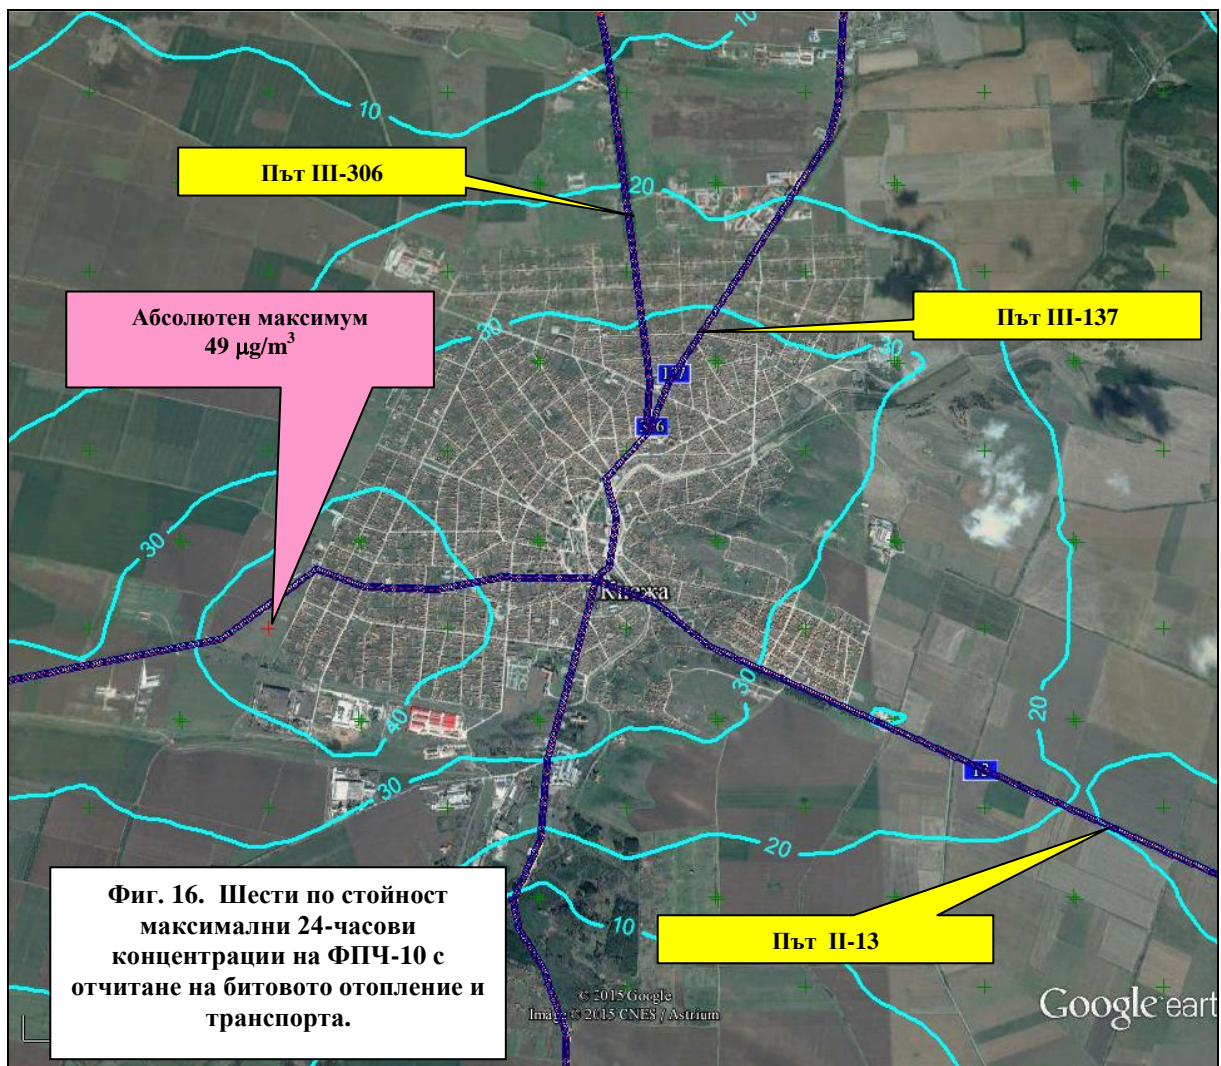 10
10
Път III-306
20
Абсолютен максимум
49 µg/m³
30
Път III-137
30
137
306
30
Кнежа
30
40
20
13
30
20
10
Път II-13
Фиг. 16. Шести по стойност
максимални 24-часови
концентрации на ФПЧ-10 с
отчитане на битовото отопление и
транспорта.
© 2015 Google
Image © 2015 CNES / Astrium
Google eart